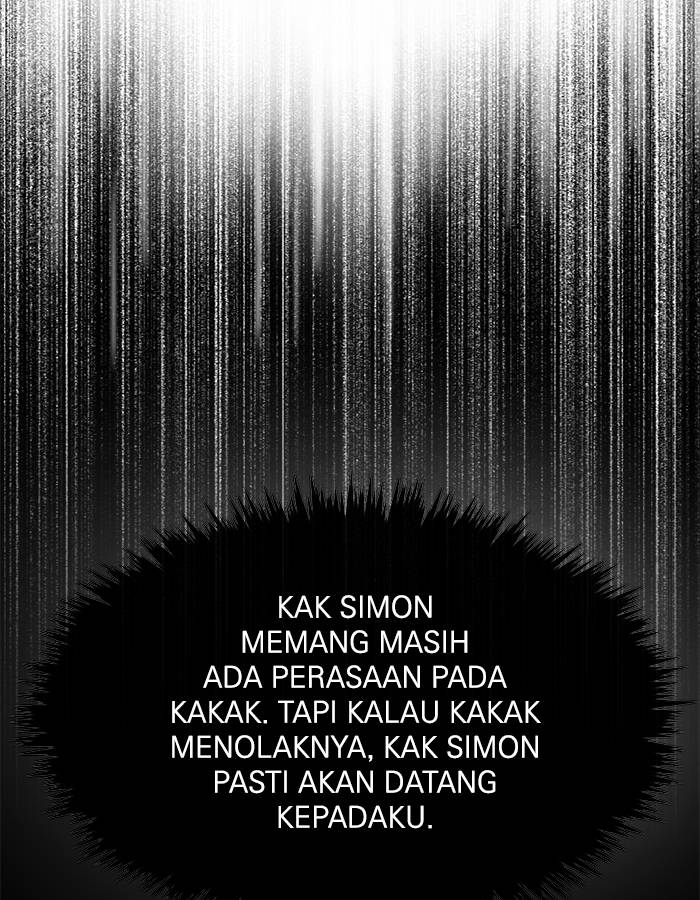 KAK SIMON
MEMANG MASIH
ADA PERASAAN PADA
KAKAK. TAPI KALAU KAKAK
MENOLAKNYA, KAK SIMON
PASTI AKAN DATANG
KEPADAKU.